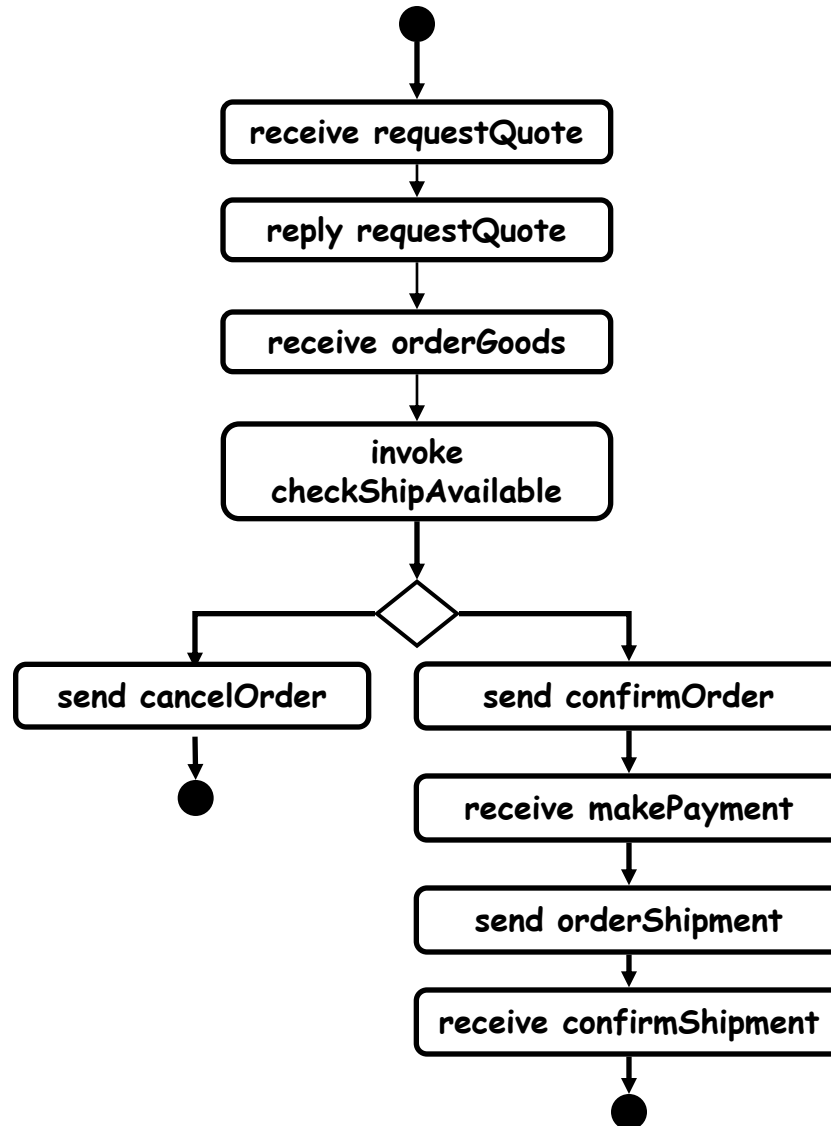 receive requestQuote
reply requestQuote
receive orderGoods
invoke
checkShipAvailable
send cancelOrder
send confirmOrder
receive makePayment
send orderShipment
receive confirmShipment